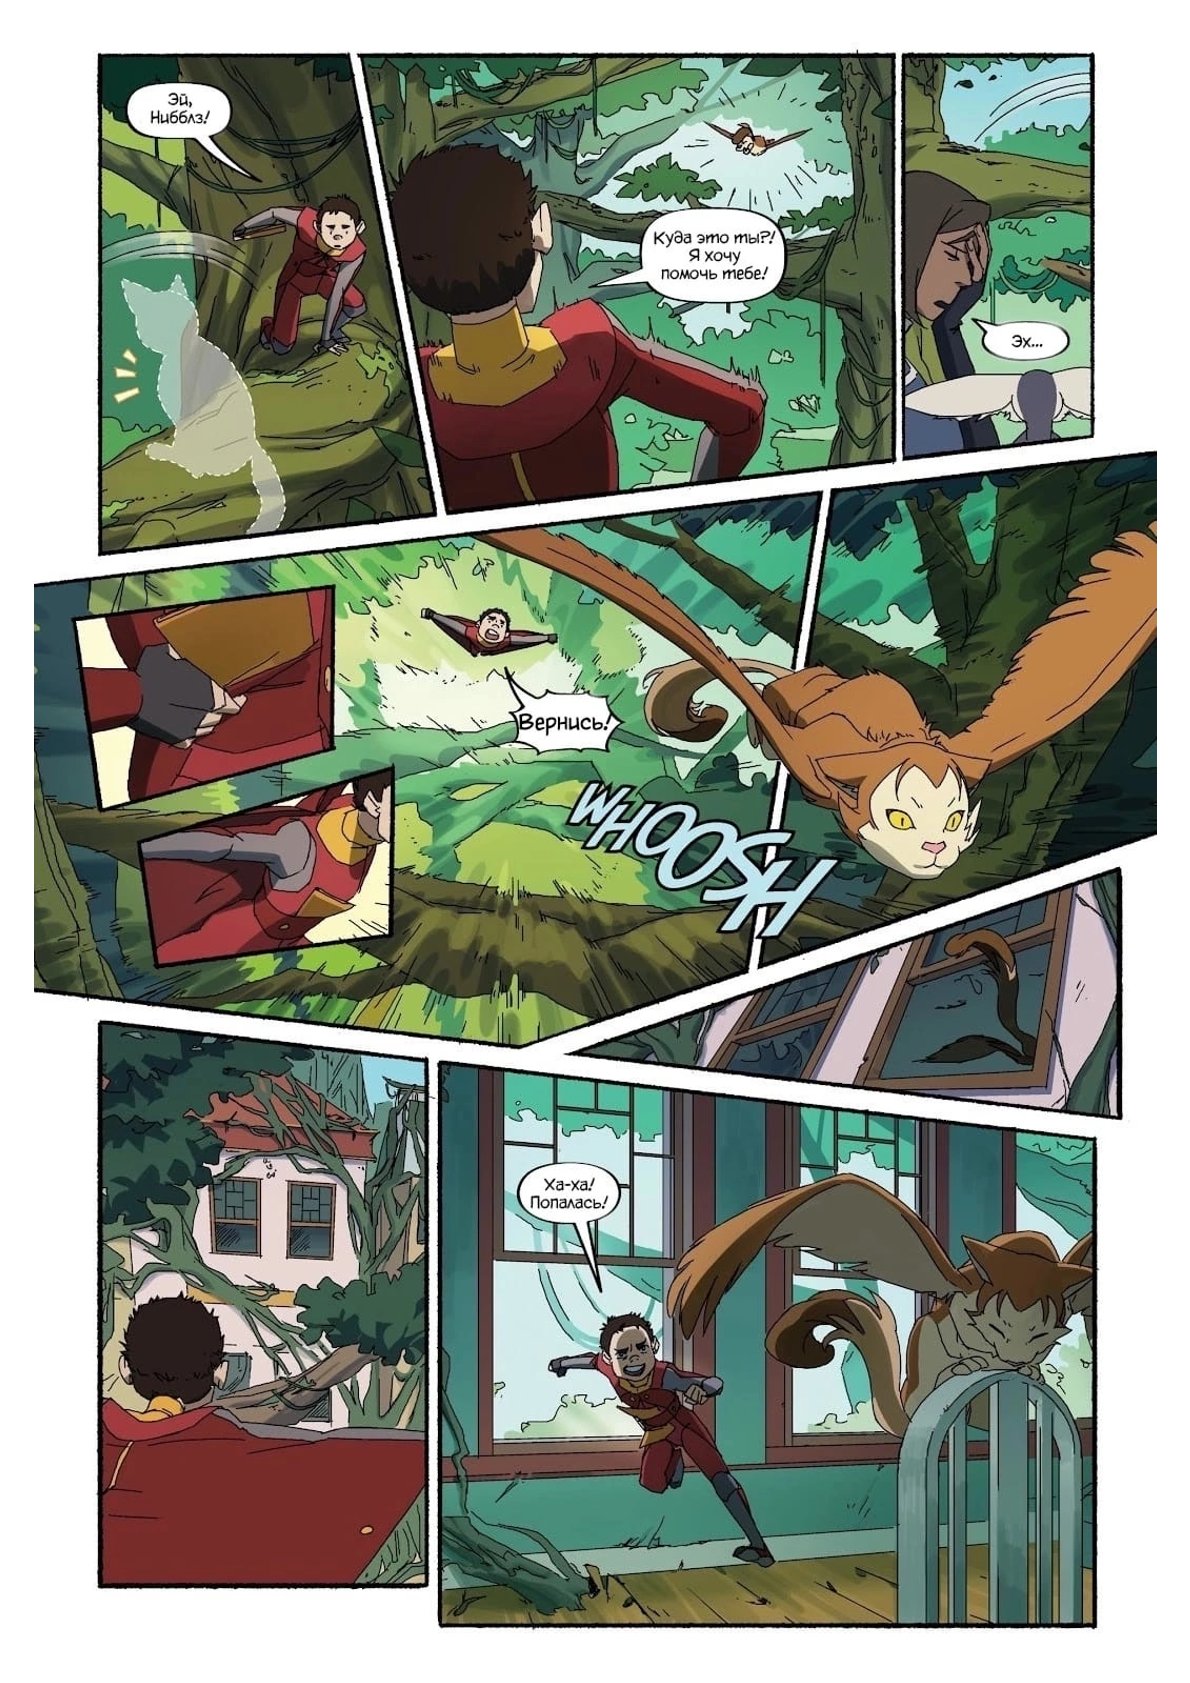 Эй,
Нибблз!
Куда это ты?!
Я хочу
помочь тебе!
Эх...
Вернись!
WHOOSH
Ха-ха!
Попалась!